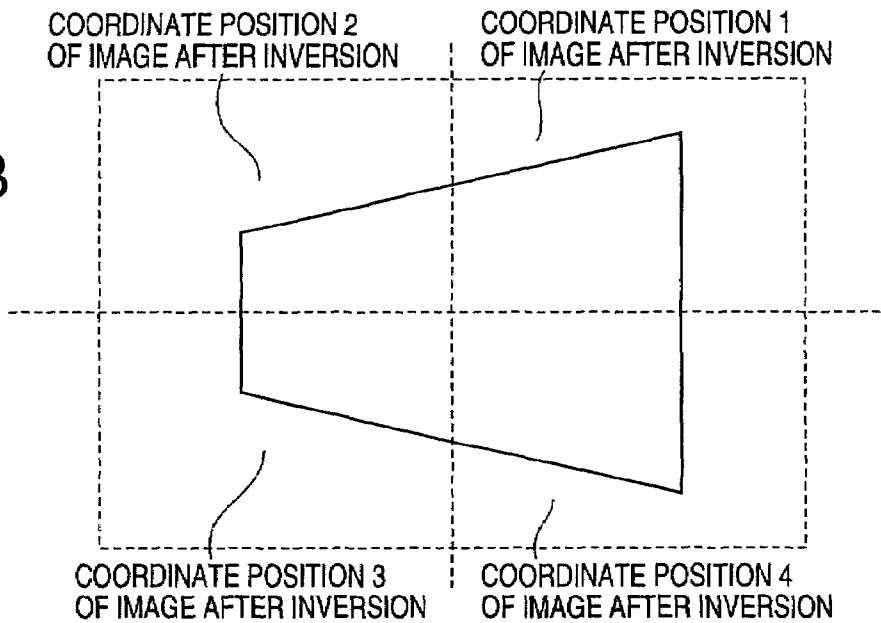 COORDINATE POSITION 2
OF IMAGE AFTER INVERSION
COORDINATE POSITION 1
OF IMAGE AFTER INVERSION
COORDINATE POSITION 3
OF IMAGE AFTER INVERSION
COORDINATE POSITION 4
OF IMAGE AFTER INVERSION